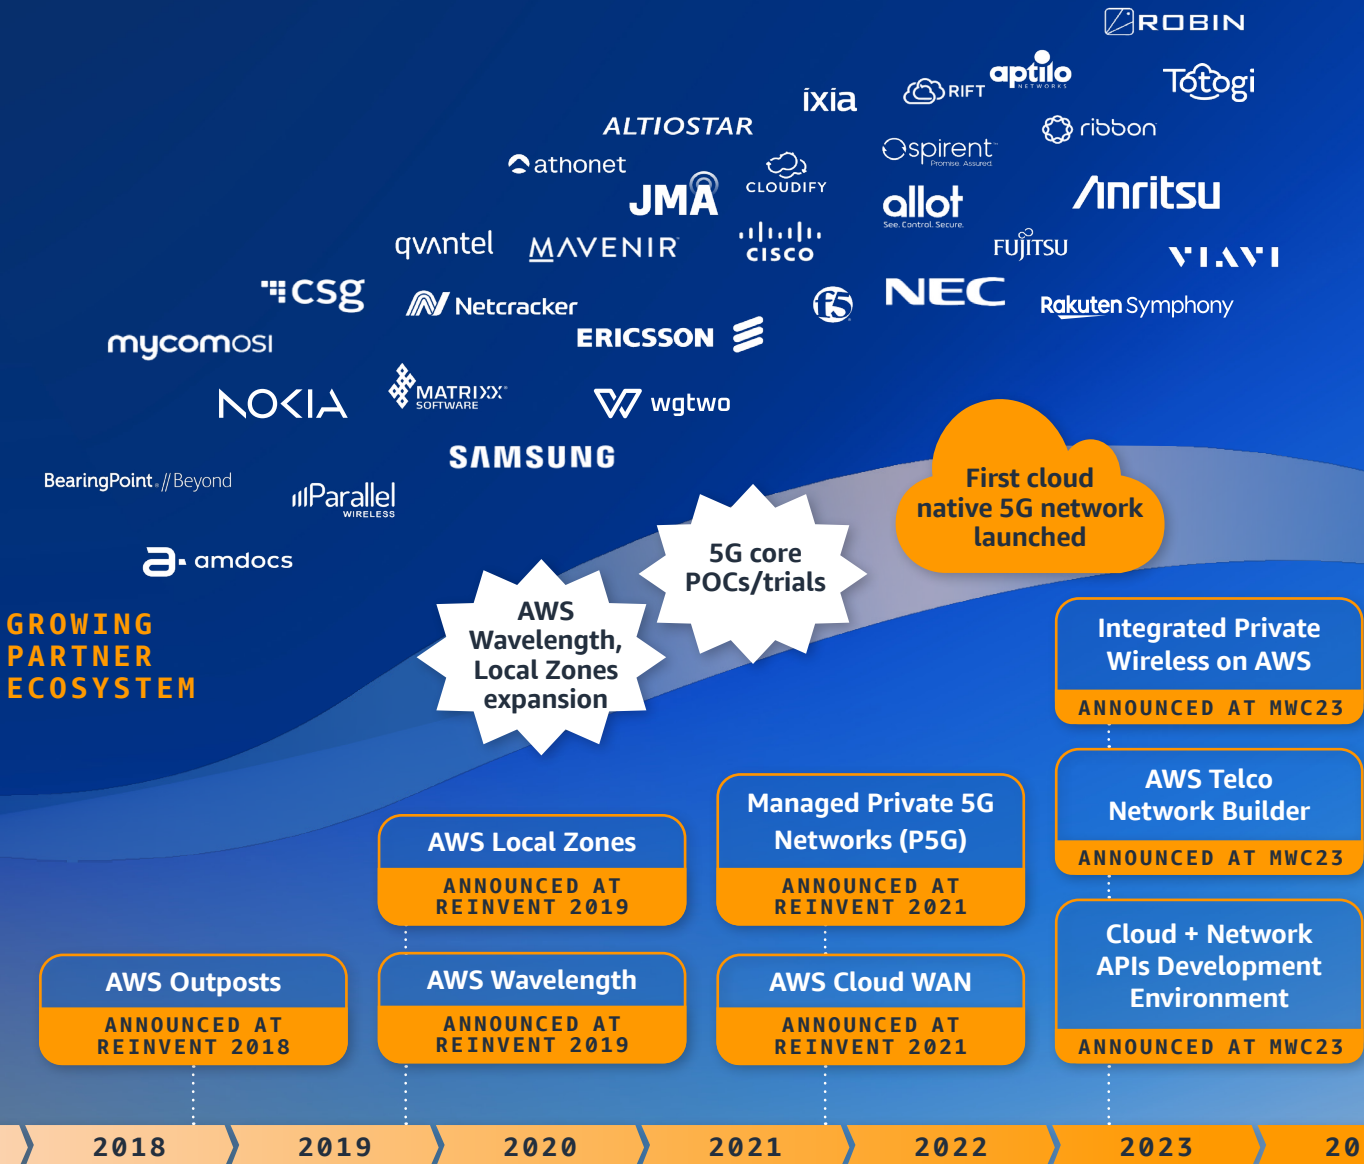 ROBIN
aptilo
NETWORKS
Totogi
RIFT
ixia
ALTIOSTAR
ribbon
spirent™
Promise. Assured.
athonet
CLOUDIFY
JMA
allot
See. Control. Secure.
Anritsu
qvantel
MAVENIR
CISCO
FUJITSU
VIAVI
csg
Netcracker
f5
NEC
Rakuten Symphony
ERICSSON
mycomosi
NOKIA
MATRIXX
SOFTWARE
wgtwo
SAMSUNG
BearingPoint® // Beyond
Parallel
WIRELESS
amdocs
First cloud
native 5G network
launched
5G core
POCs/trials
AWS
Wavelength,
Local Zones
expansion
GROWING
PARTNER
ECOSYSTEM
Integrated Private
Wireless on AWS
ANNOUNCED AT MWC23
AWS Telco
Network Builder
ANNOUNCED AT MWC23
Cloud + Network
APIs Development
Environment
ANNOUNCED AT MWC23
Managed Private 5G
Networks (P5G)
ANNOUNCED AT
REINVENT 2021
AWS Cloud WAN
ANNOUNCED AT
REINVENT 2021
AWS Local Zones
ANNOUNCED AT
REINVENT 2019
AWS Wavelength
ANNOUNCED AT
REINVENT 2019
AWS Outposts
ANNOUNCED AT
REINVENT 2018
2018
2019
2020
2021
2022
2023
20